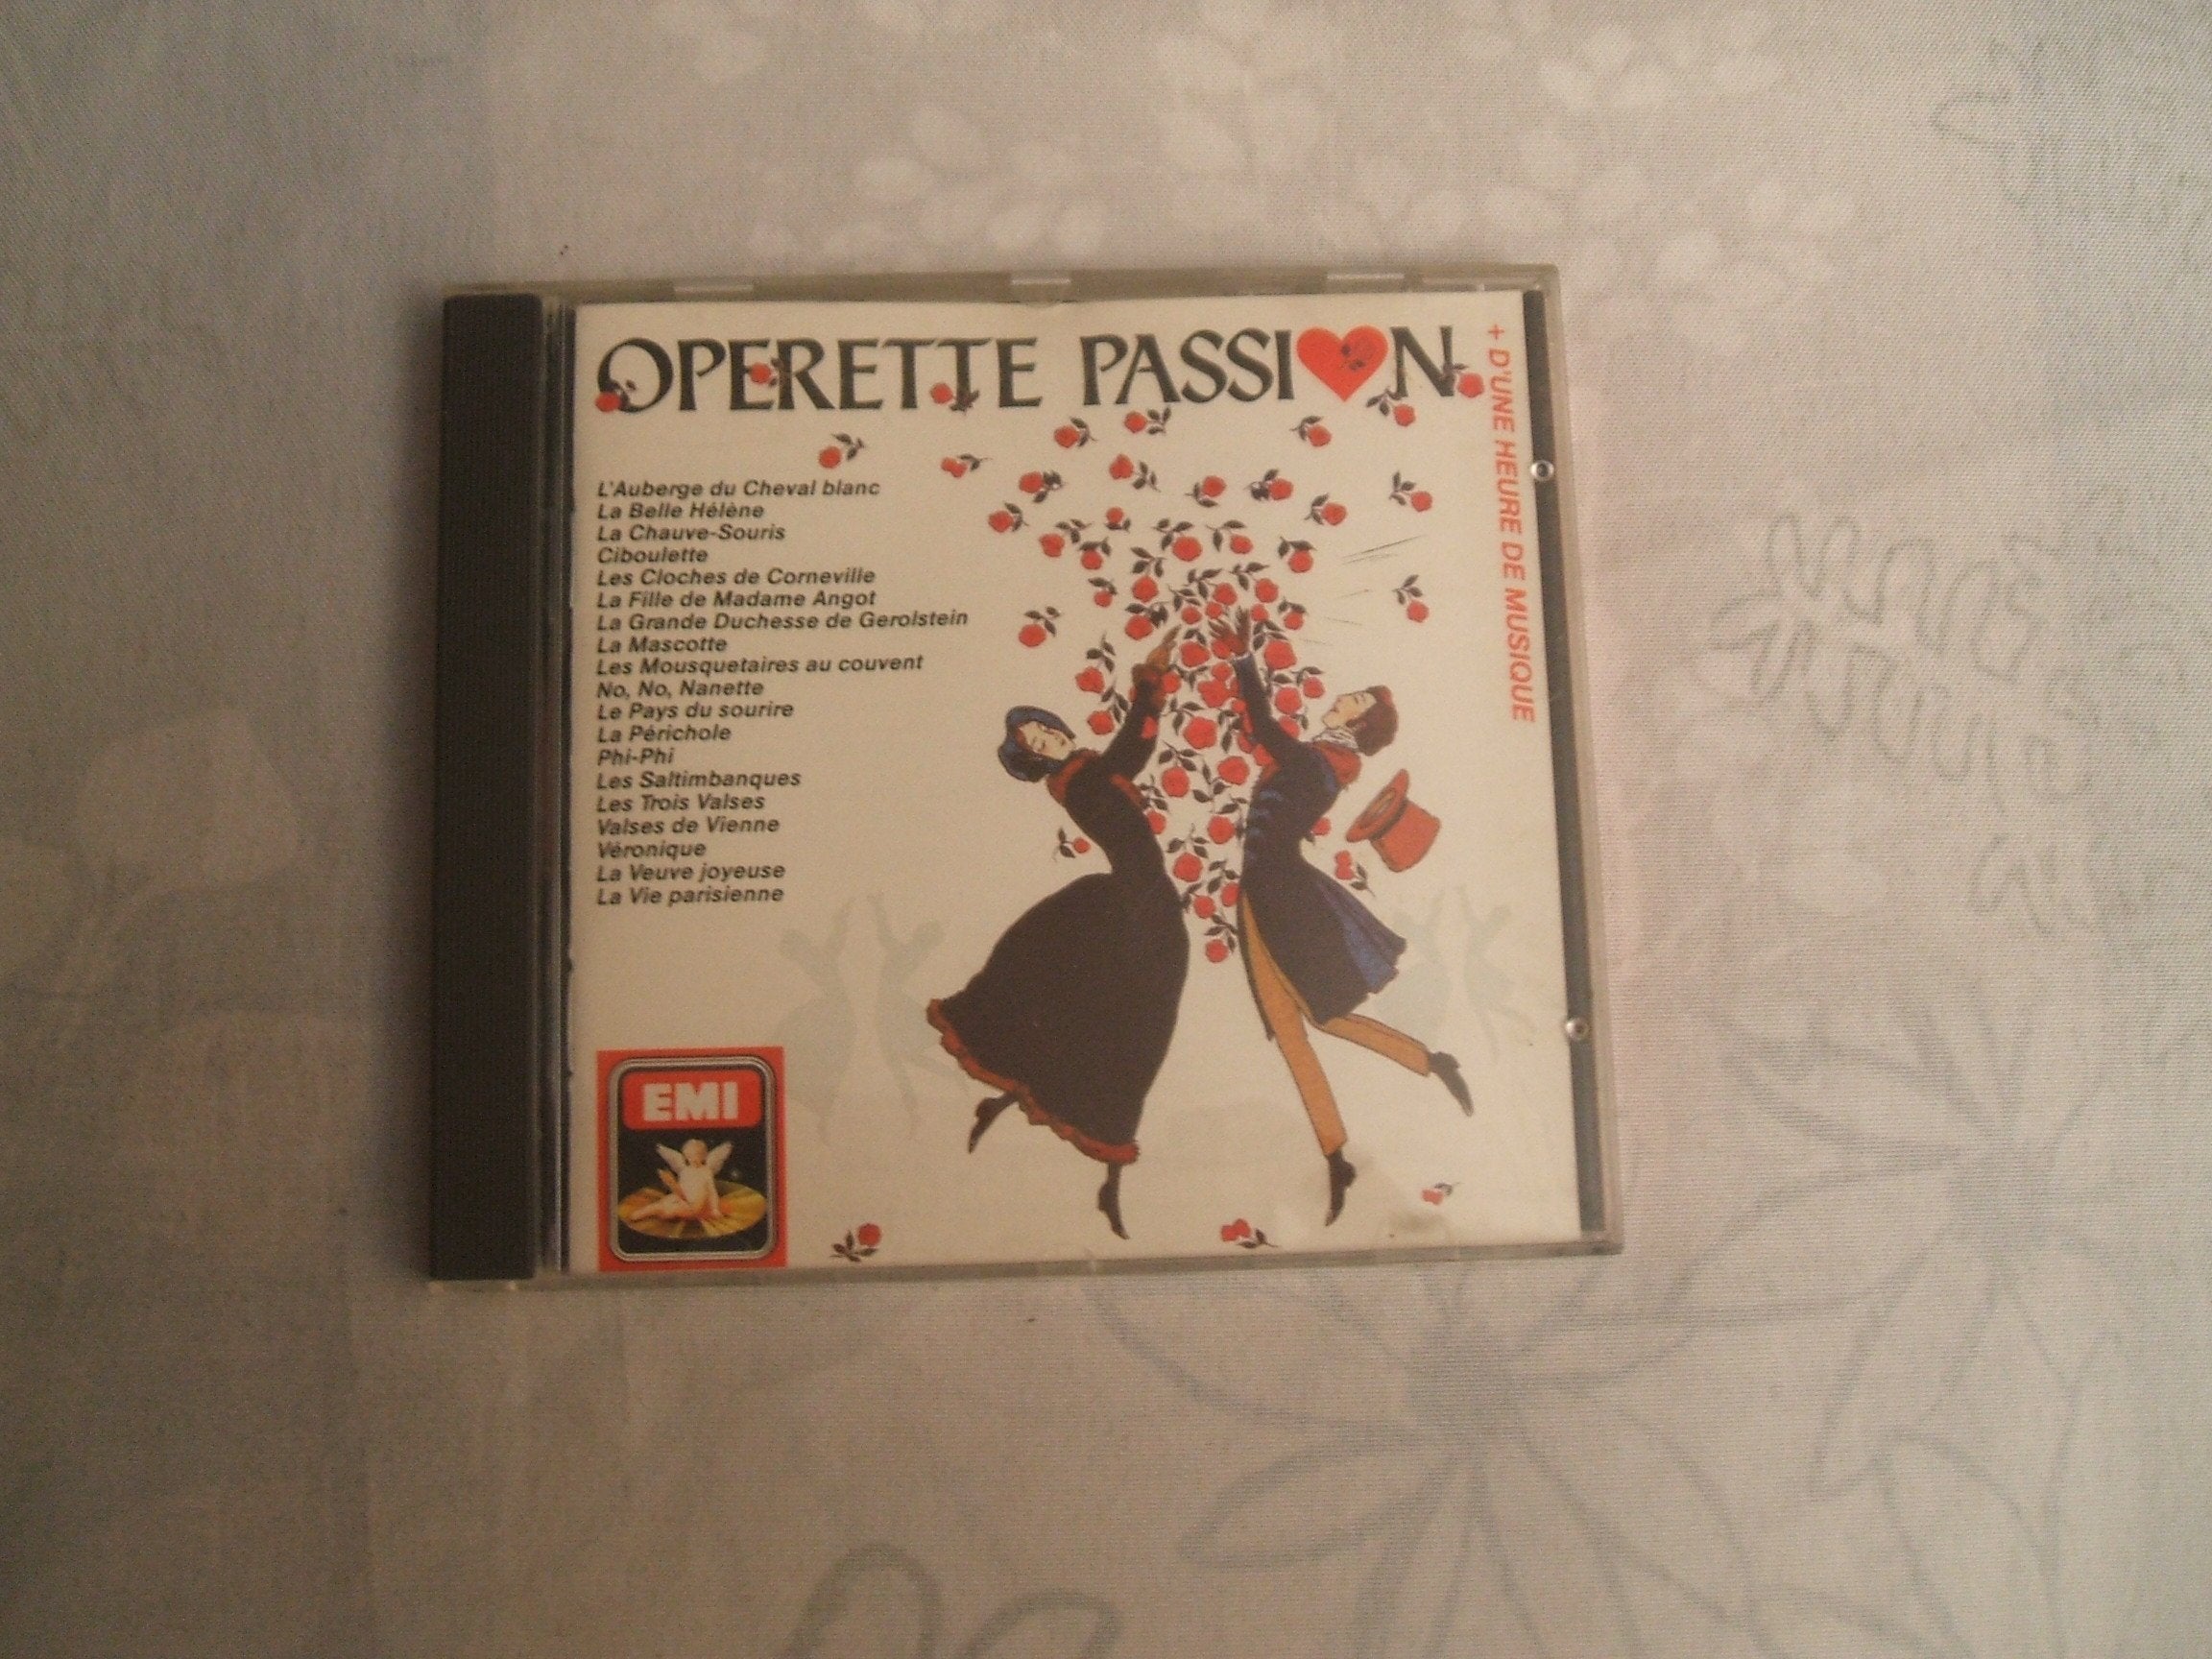 OPERETTE PASSI♥N
+ D'UNE HEURE DE MUSIQUE
L'Auberge du Cheval blanc
La Belle Hélène
La Chauve-Souris
Ciboulette
Les Cloches de Corneville
La Fille de Madame Angot
La Grande Duchesse de Gerolstein
La Mascotte
Les Mousquetaires au couvent
No, No, Nanette
Le Pays du sourire
La Périchole
Phi-Phi
Les Saltimbanques
Les Trois Valses
Valses de Vienne
Véronique
La Veuve joyeuse
La Vie parisienne
EMI